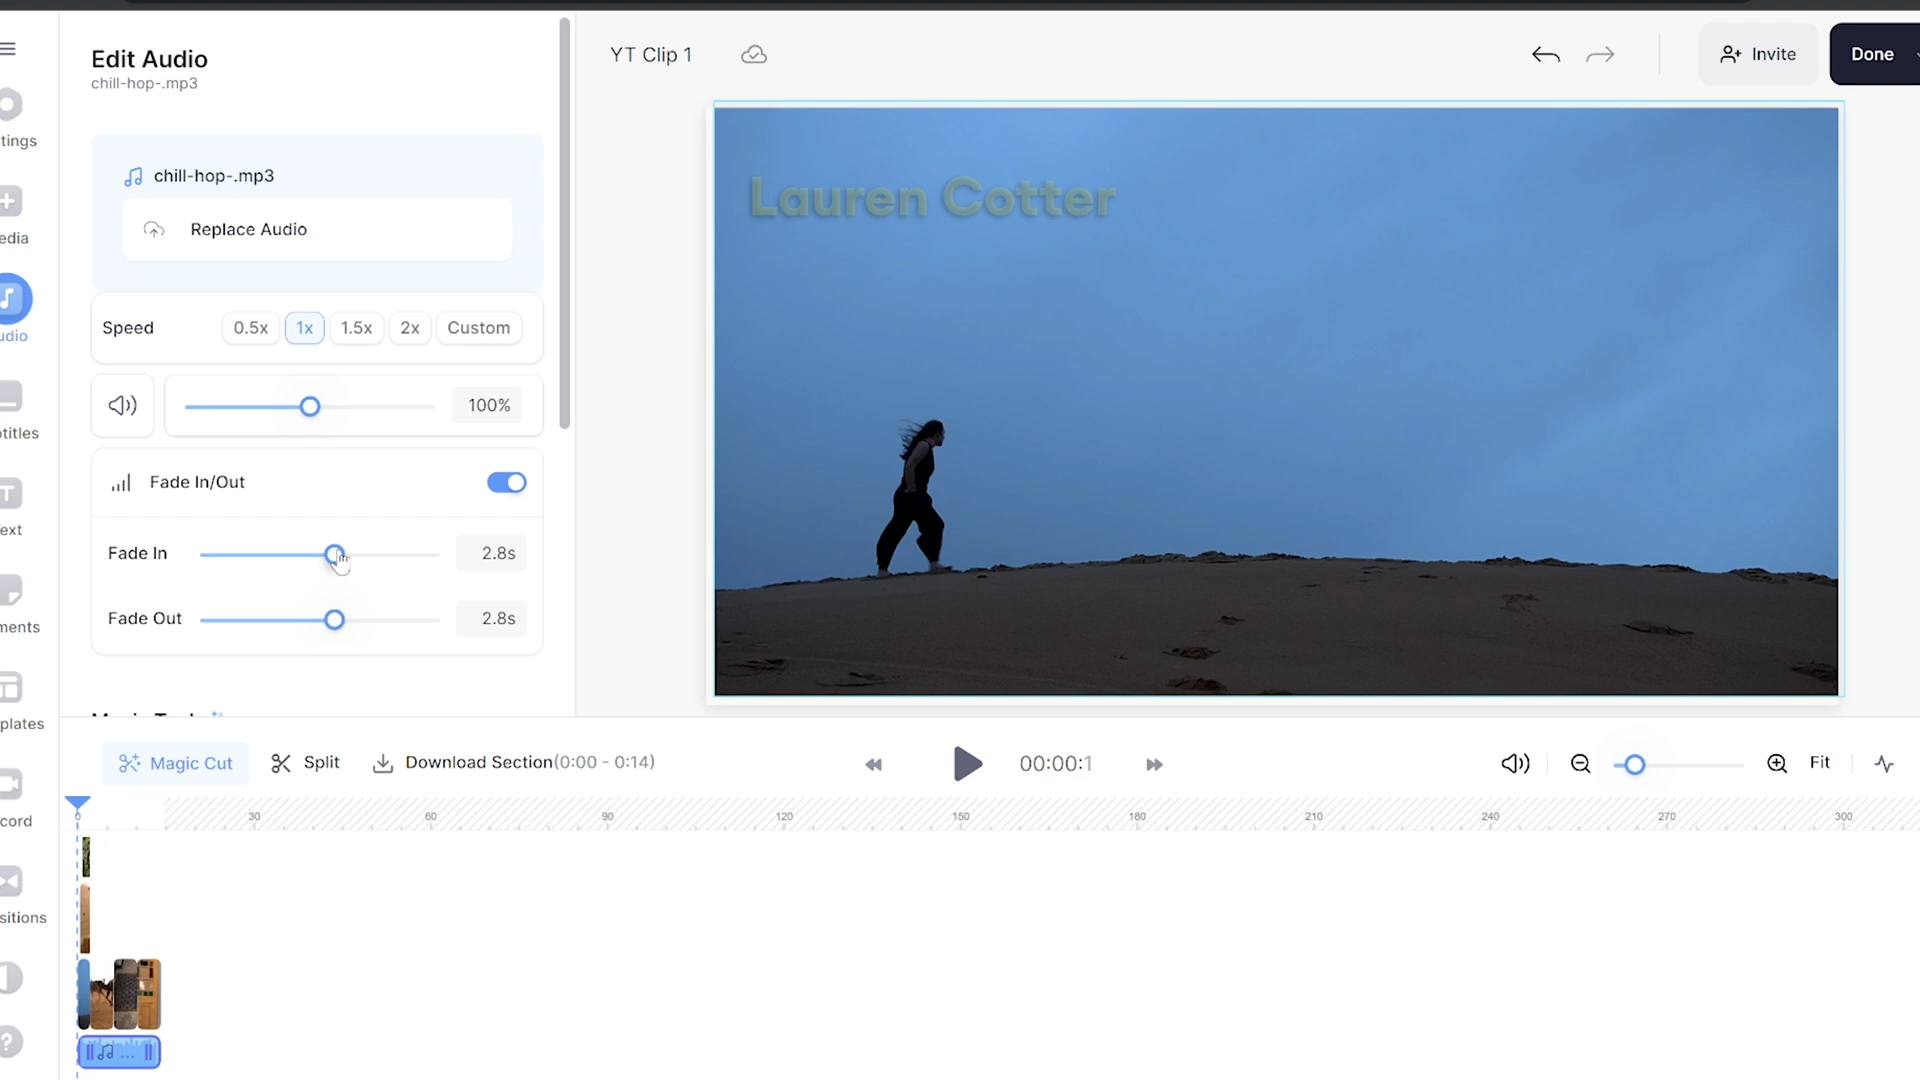 Edit Audio
chill-hop-.mp3
YT Clip 1
Invite
Done
tings
edia
udio
otitles
ext
ments
plates
cord
sitions
?
chill-hop-.mp3
Replace Audio
Speed 0.5x 1x 1.5x 2x Custom
100%
Fade In/Out
Fade In 2.8s
Fade Out 2.8s
Lauren Cotter
Magic Cut Split Download Section(0:00 - 0:14) 00:00:1 Fit
0 30 60 90 120 150 180 210 240 270 300
...